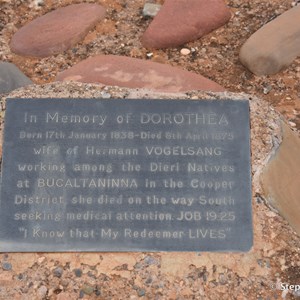 In Memory of DOROTHEA
Born 17th January 1838-Died 8th April 1879
wife of Hermann VOGELSANG
working among the Dieri Natives
at BUCALTANINNA in the Cooper
District, she died on the way South
seeking medical attention JOB 19:25
"I Know that My Redeemer LIVES"
© Step